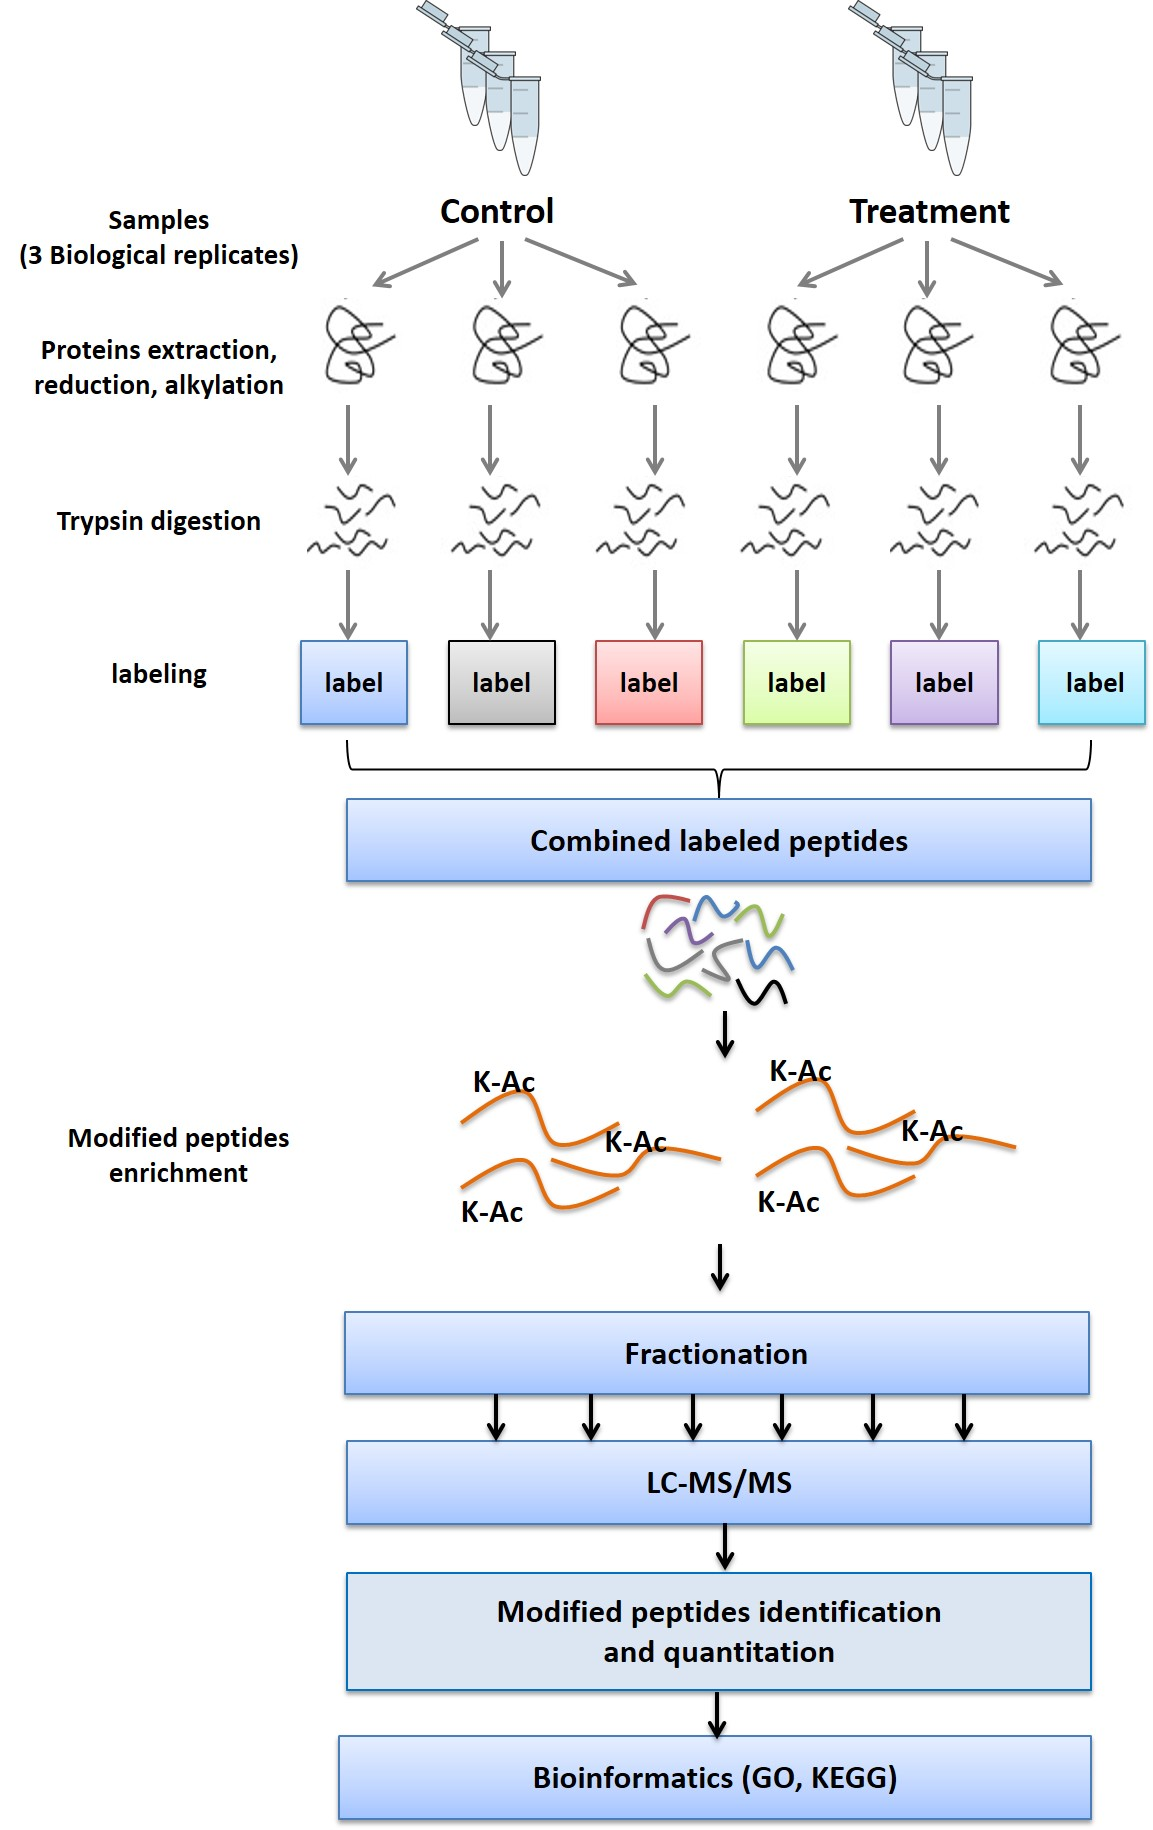 Control
Treatment
Samples
(3 Biological replicates)
Proteins extraction,
reduction, alkylation
Trypsin digestion
labeling
label
label
label
label
label
label
Combined labeled peptides
Modified peptides
enrichment
K-Ac
K-Ac
K-Ac
K-Ac
K-Ac
K-Ac
Fractionation
LC-MS/MS
Modified peptides identification
and quantitation
Bioinformatics (GO, KEGG)